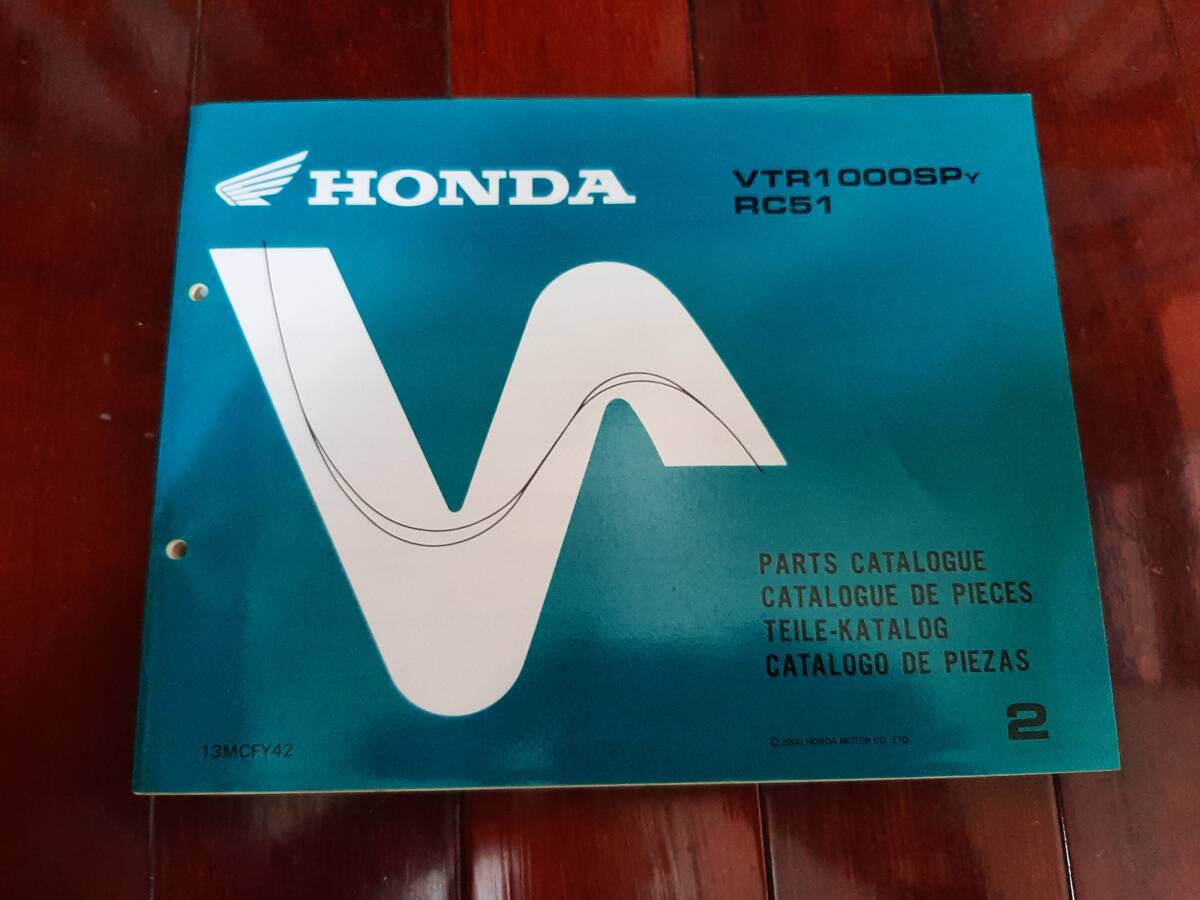 HONDA
VTR1000SPY
RC51
PARTS CATALOGUE
CATALOGUE DE PIECES
TEILE-KATALOG
CATALOGO DE PIEZAS
2
13MCFY42
© 2000 HONDA MOTOR CO., LTD.